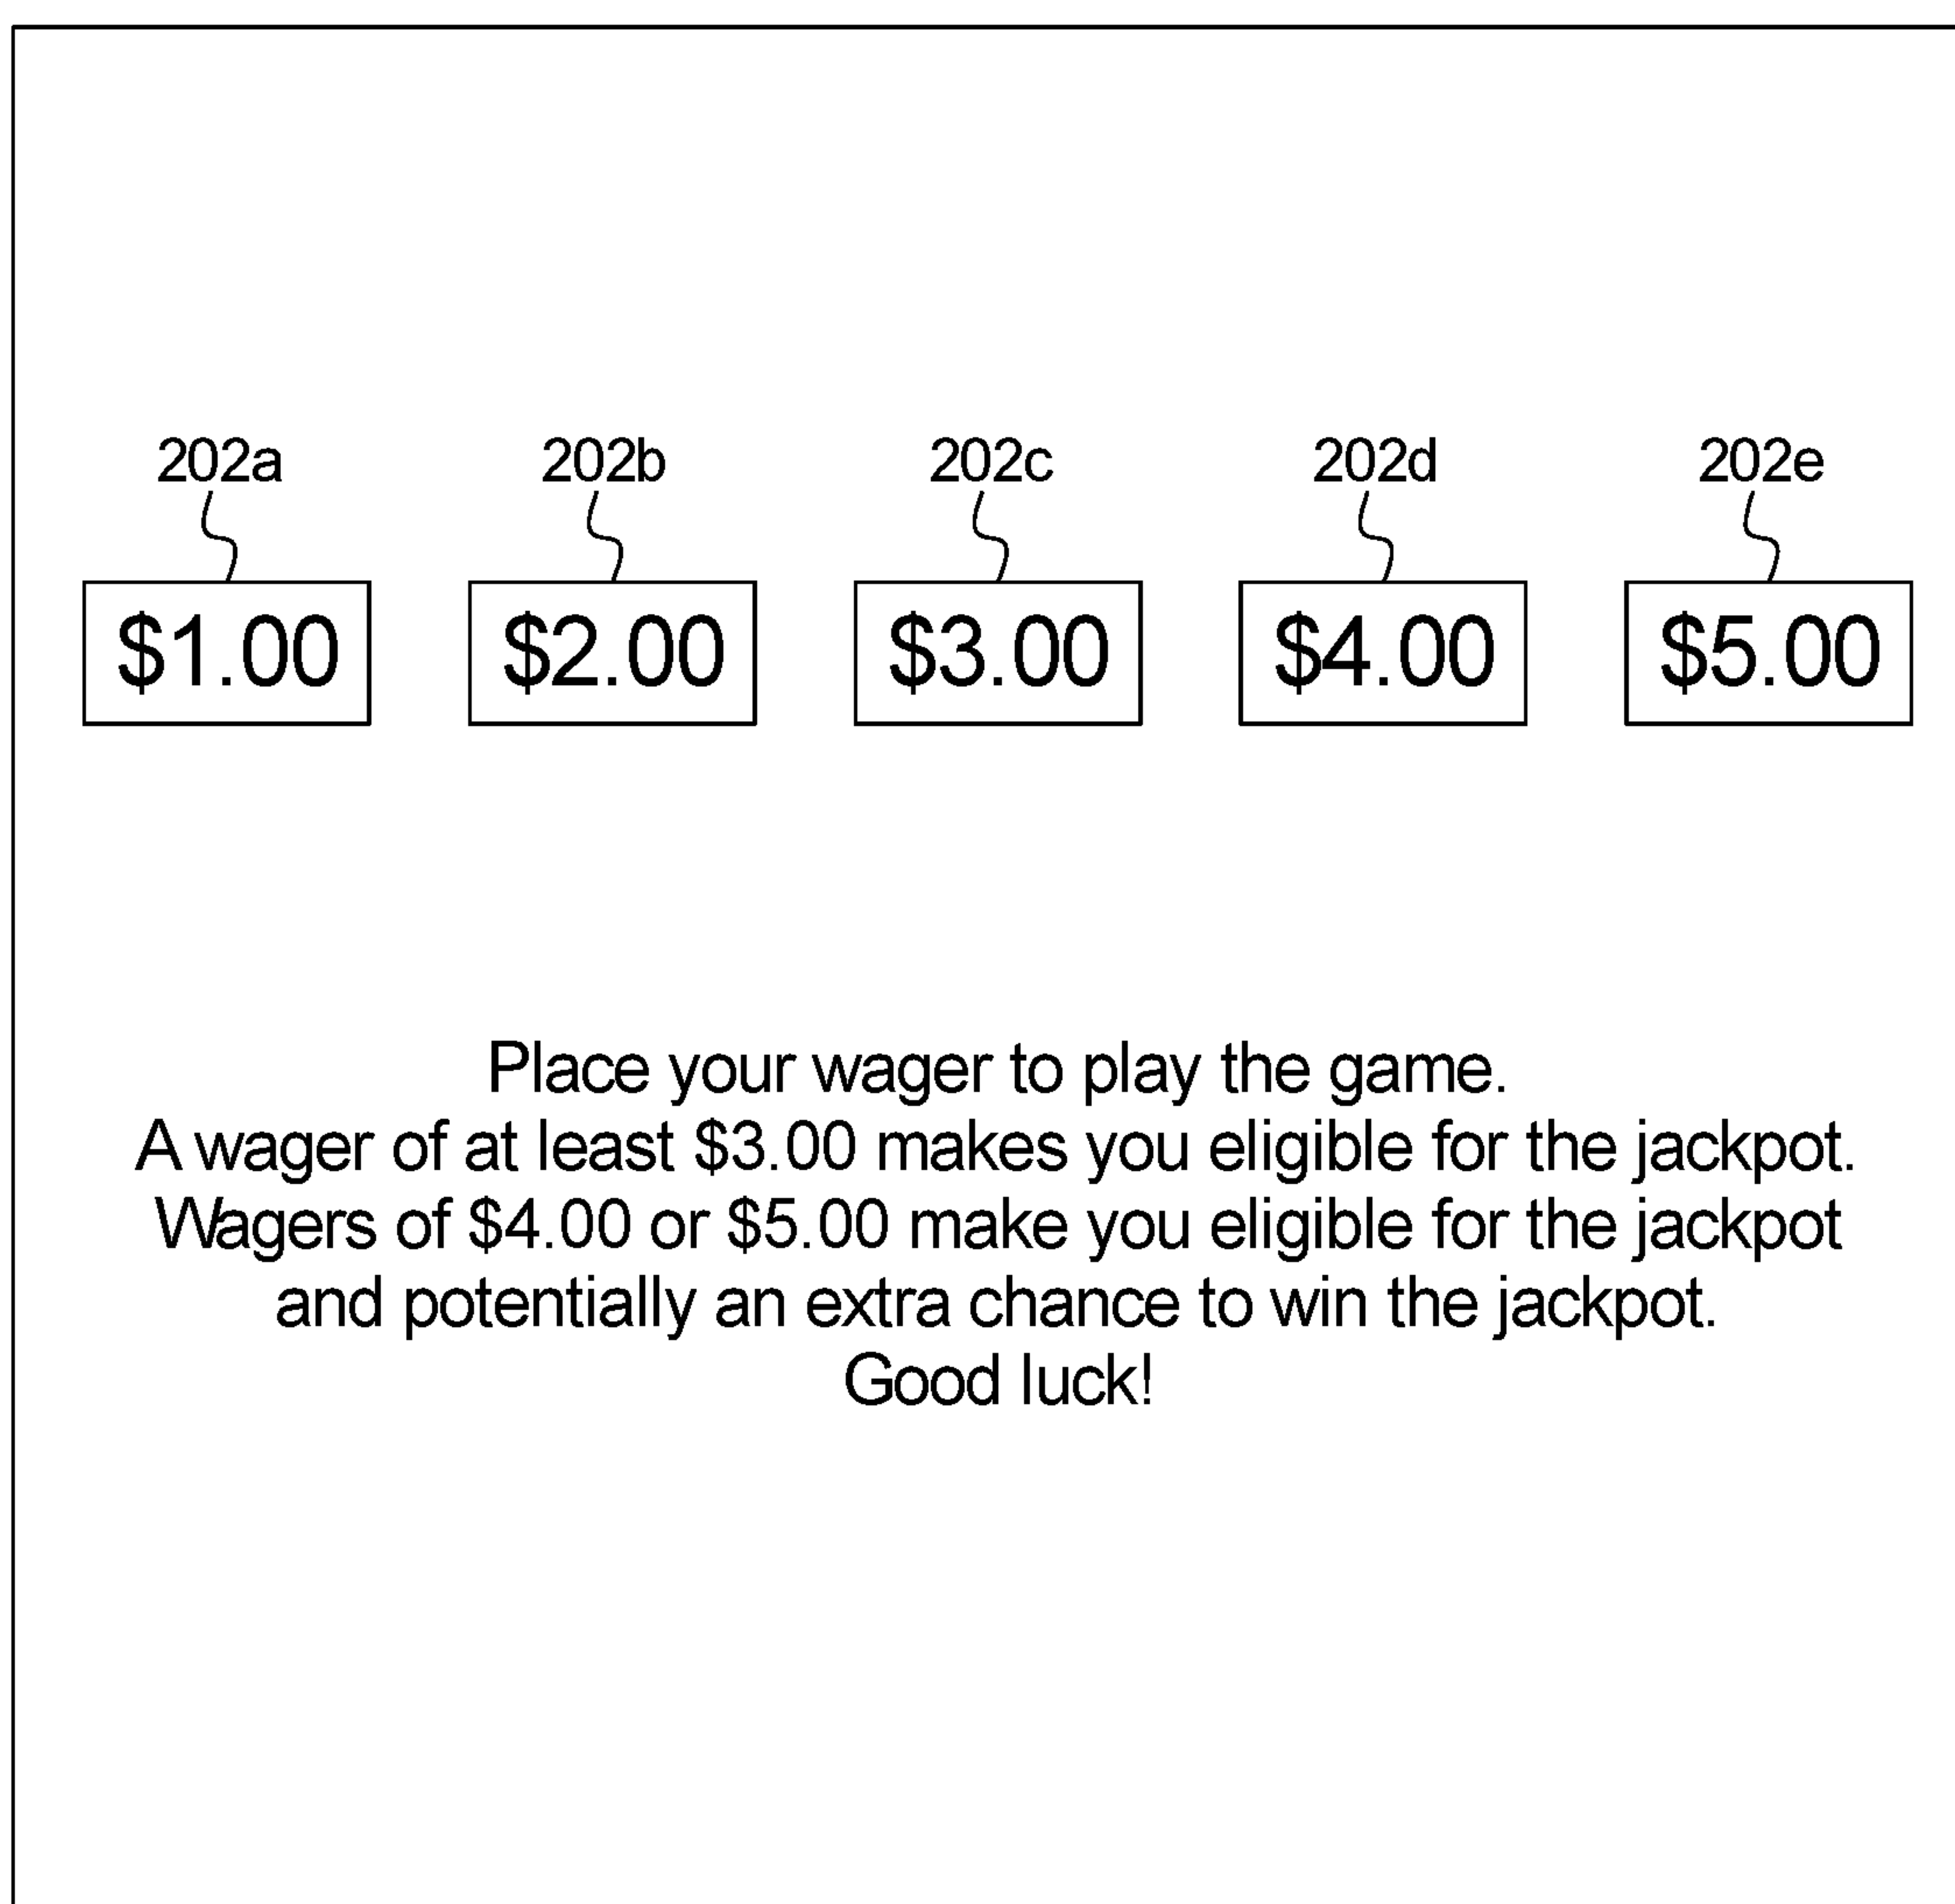 202a 202b 202c 202d 202e
$1.00 $2.00 $3.00 $4.00 $5.00
Place your wager to play the game.
A wager of at least $3.00 makes you eligible for the jackpot.
Wagers of $4.00 or $5.00 make you eligible for the jackpot
and potentially an extra chance to win the jackpot.
Good luck!